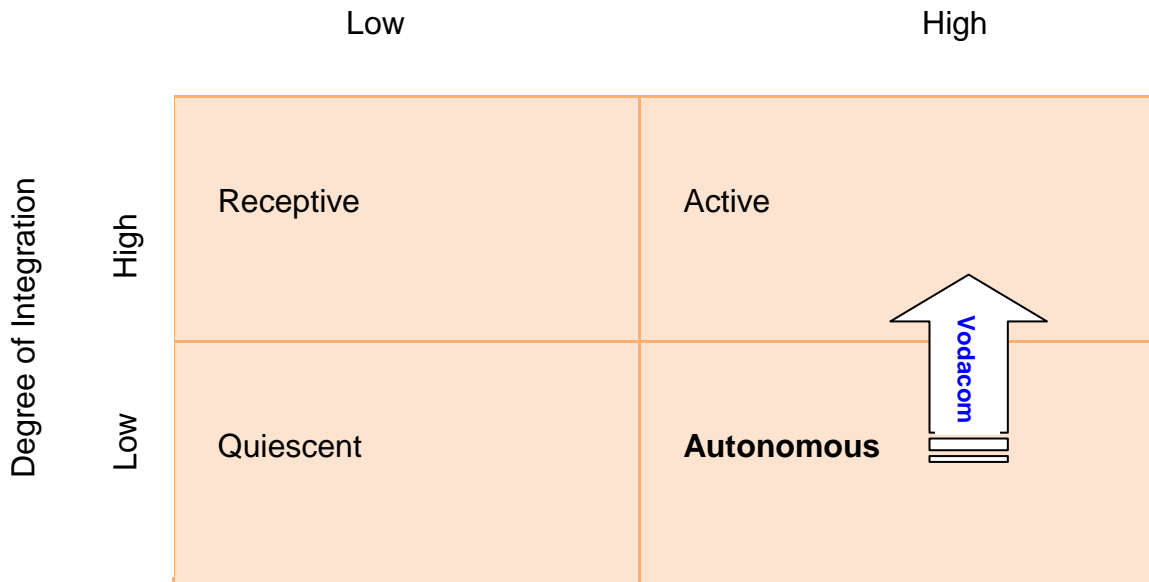 Low High
Degree of Integration
High
Receptive Active
Vodacom
Low
Quiescent Autonomous